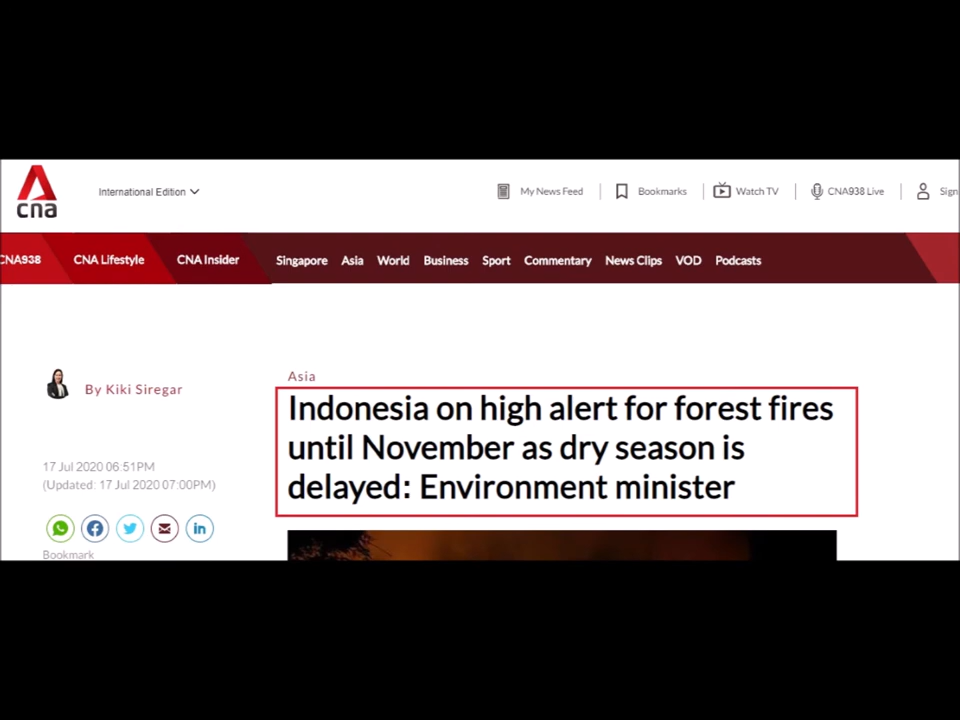 cna
International Edition
My News Feed
Bookmarks
Watch TV
CNA938 Live
Sign
CNA938
CNA Lifestyle
CNA Insider
Singapore
Asia
World
Business
Sport
Commentary
News Clips
VOD
Podcasts
By Kiki Siregar
17 Jul 2020 06:51PM
(Updated: 17 Jul 2020 07:00PM)
Bookmark
Asia
Indonesia on high alert for forest fires
until November as dry season is
delayed: Environment minister